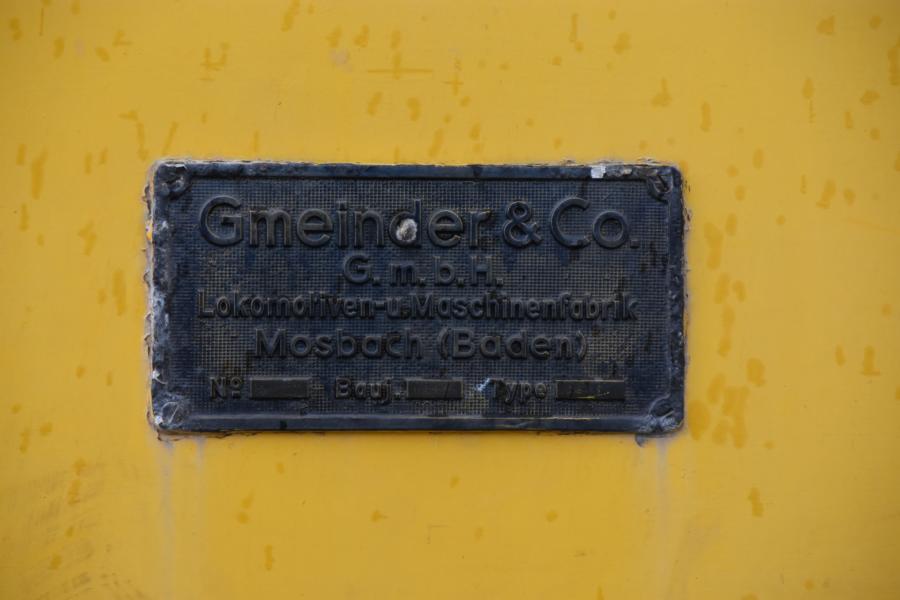 Gmeinder & Co.
G. m. b. H.
Lokomotiven-u. Maschinenfabrik
Mosbach (Baden)
No Bauj. Type